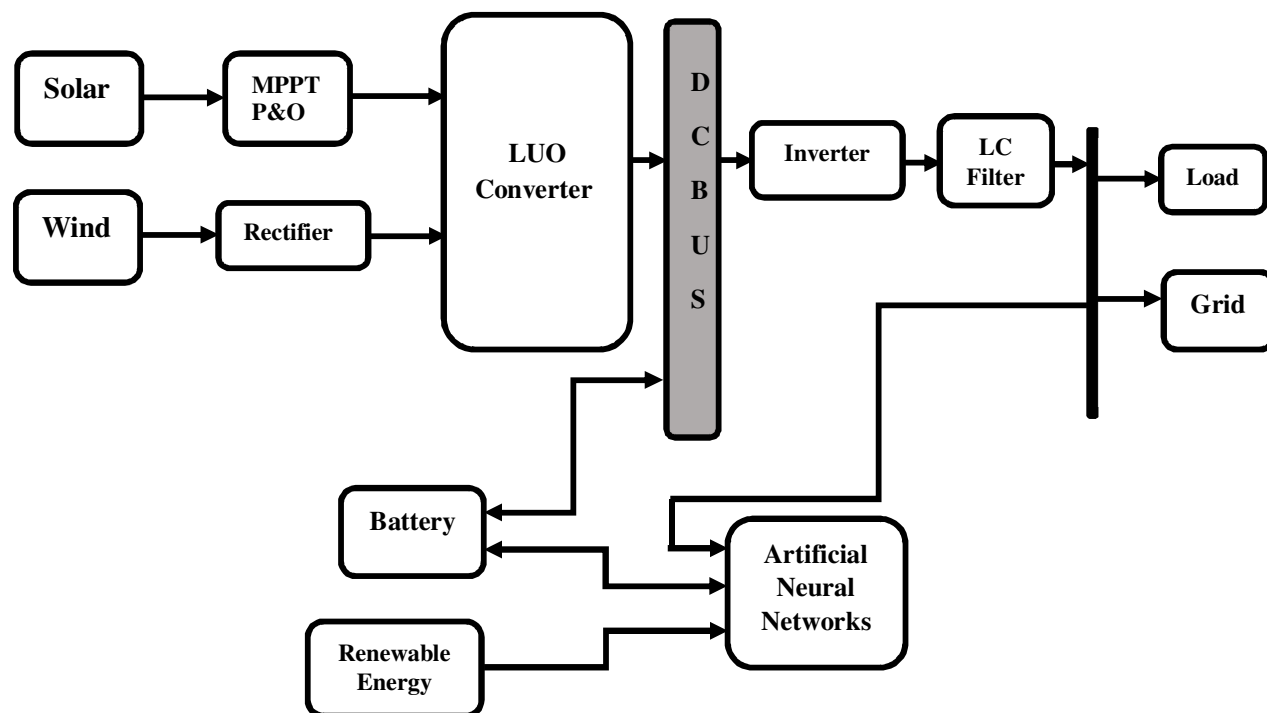 Solar
MPPT
P&O
LUO
Converter
D
C
B
U
S
Inverter
LC
Filter
Load
Wind
Rectifier
Grid
Battery
Artificial
Neural
Networks
Renewable
Energy